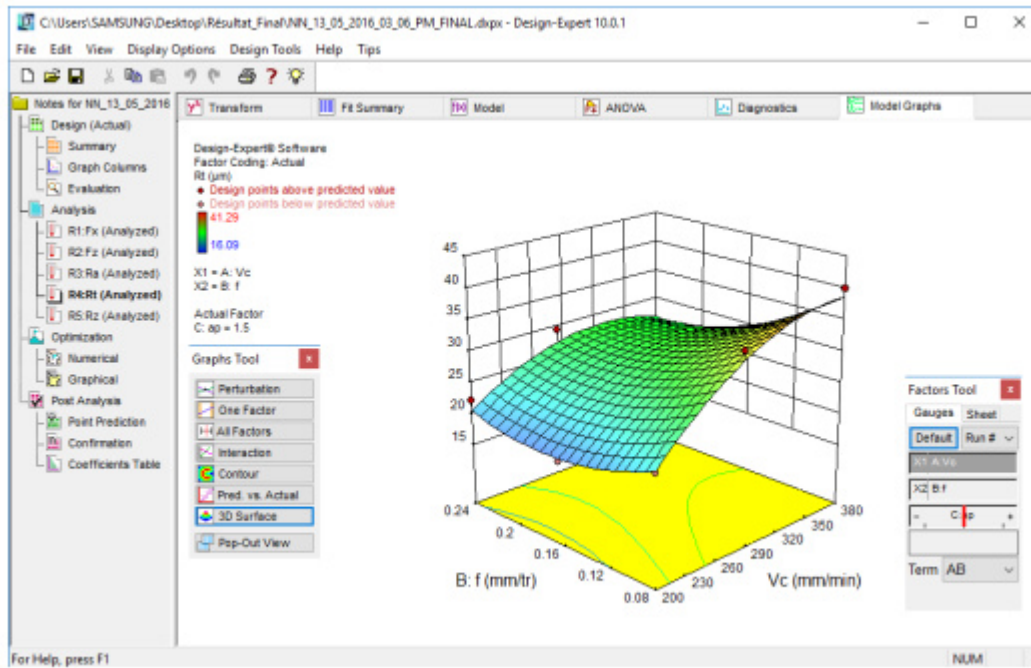 C:\Users\SAMSUNG\Desktop\Résultat_Final\NN_13_05_2016_03_06_PM_FINAL.dxpx - Design-Expert 10.0.1
File Edit View Display Options Design Tools Help Tips
Notes for NN_13_05_2016
Design (Actual)
Summary
Graph Columns
Evaluation
Analysis
R1:Fx (Analyzed)
R2:Fz (Analyzed)
R3:Ra (Analyzed)
R4:Rt (Analyzed)
R5:Rz (Analyzed)
Optimization
Numerical
Graphical
Post Analysis
Point Prediction
Confirmation
Coefficients Table
Transform Fit Summary Model ANOVA Diagnostics Model Graphs
Design-Expert® Software
Factor Coding: Actual
Rt (µm)
Design points above predicted value
Design points below predicted value
41.29
16.09
X1 = A: Vc
X2 = B: f
Actual Factor
C: ap = 1.5
Graphs Tool x
Perturbation
One Factor
All Factors
Interaction
Contour
Pred. vs. Actual
3D Surface
Pop-Out View
45
40
35
30
25
20
15
0.24
0.2
0.16
0.12
0.08
200
230
260
290
320
350
380
B: f (mm/tr)
Vc (mm/min)
Factors Tool x
Gauges Sheet
Default Run #
X1 A:Vc
X2 B:f
- C:ap +
Term AB
For Help, press F1 NUM